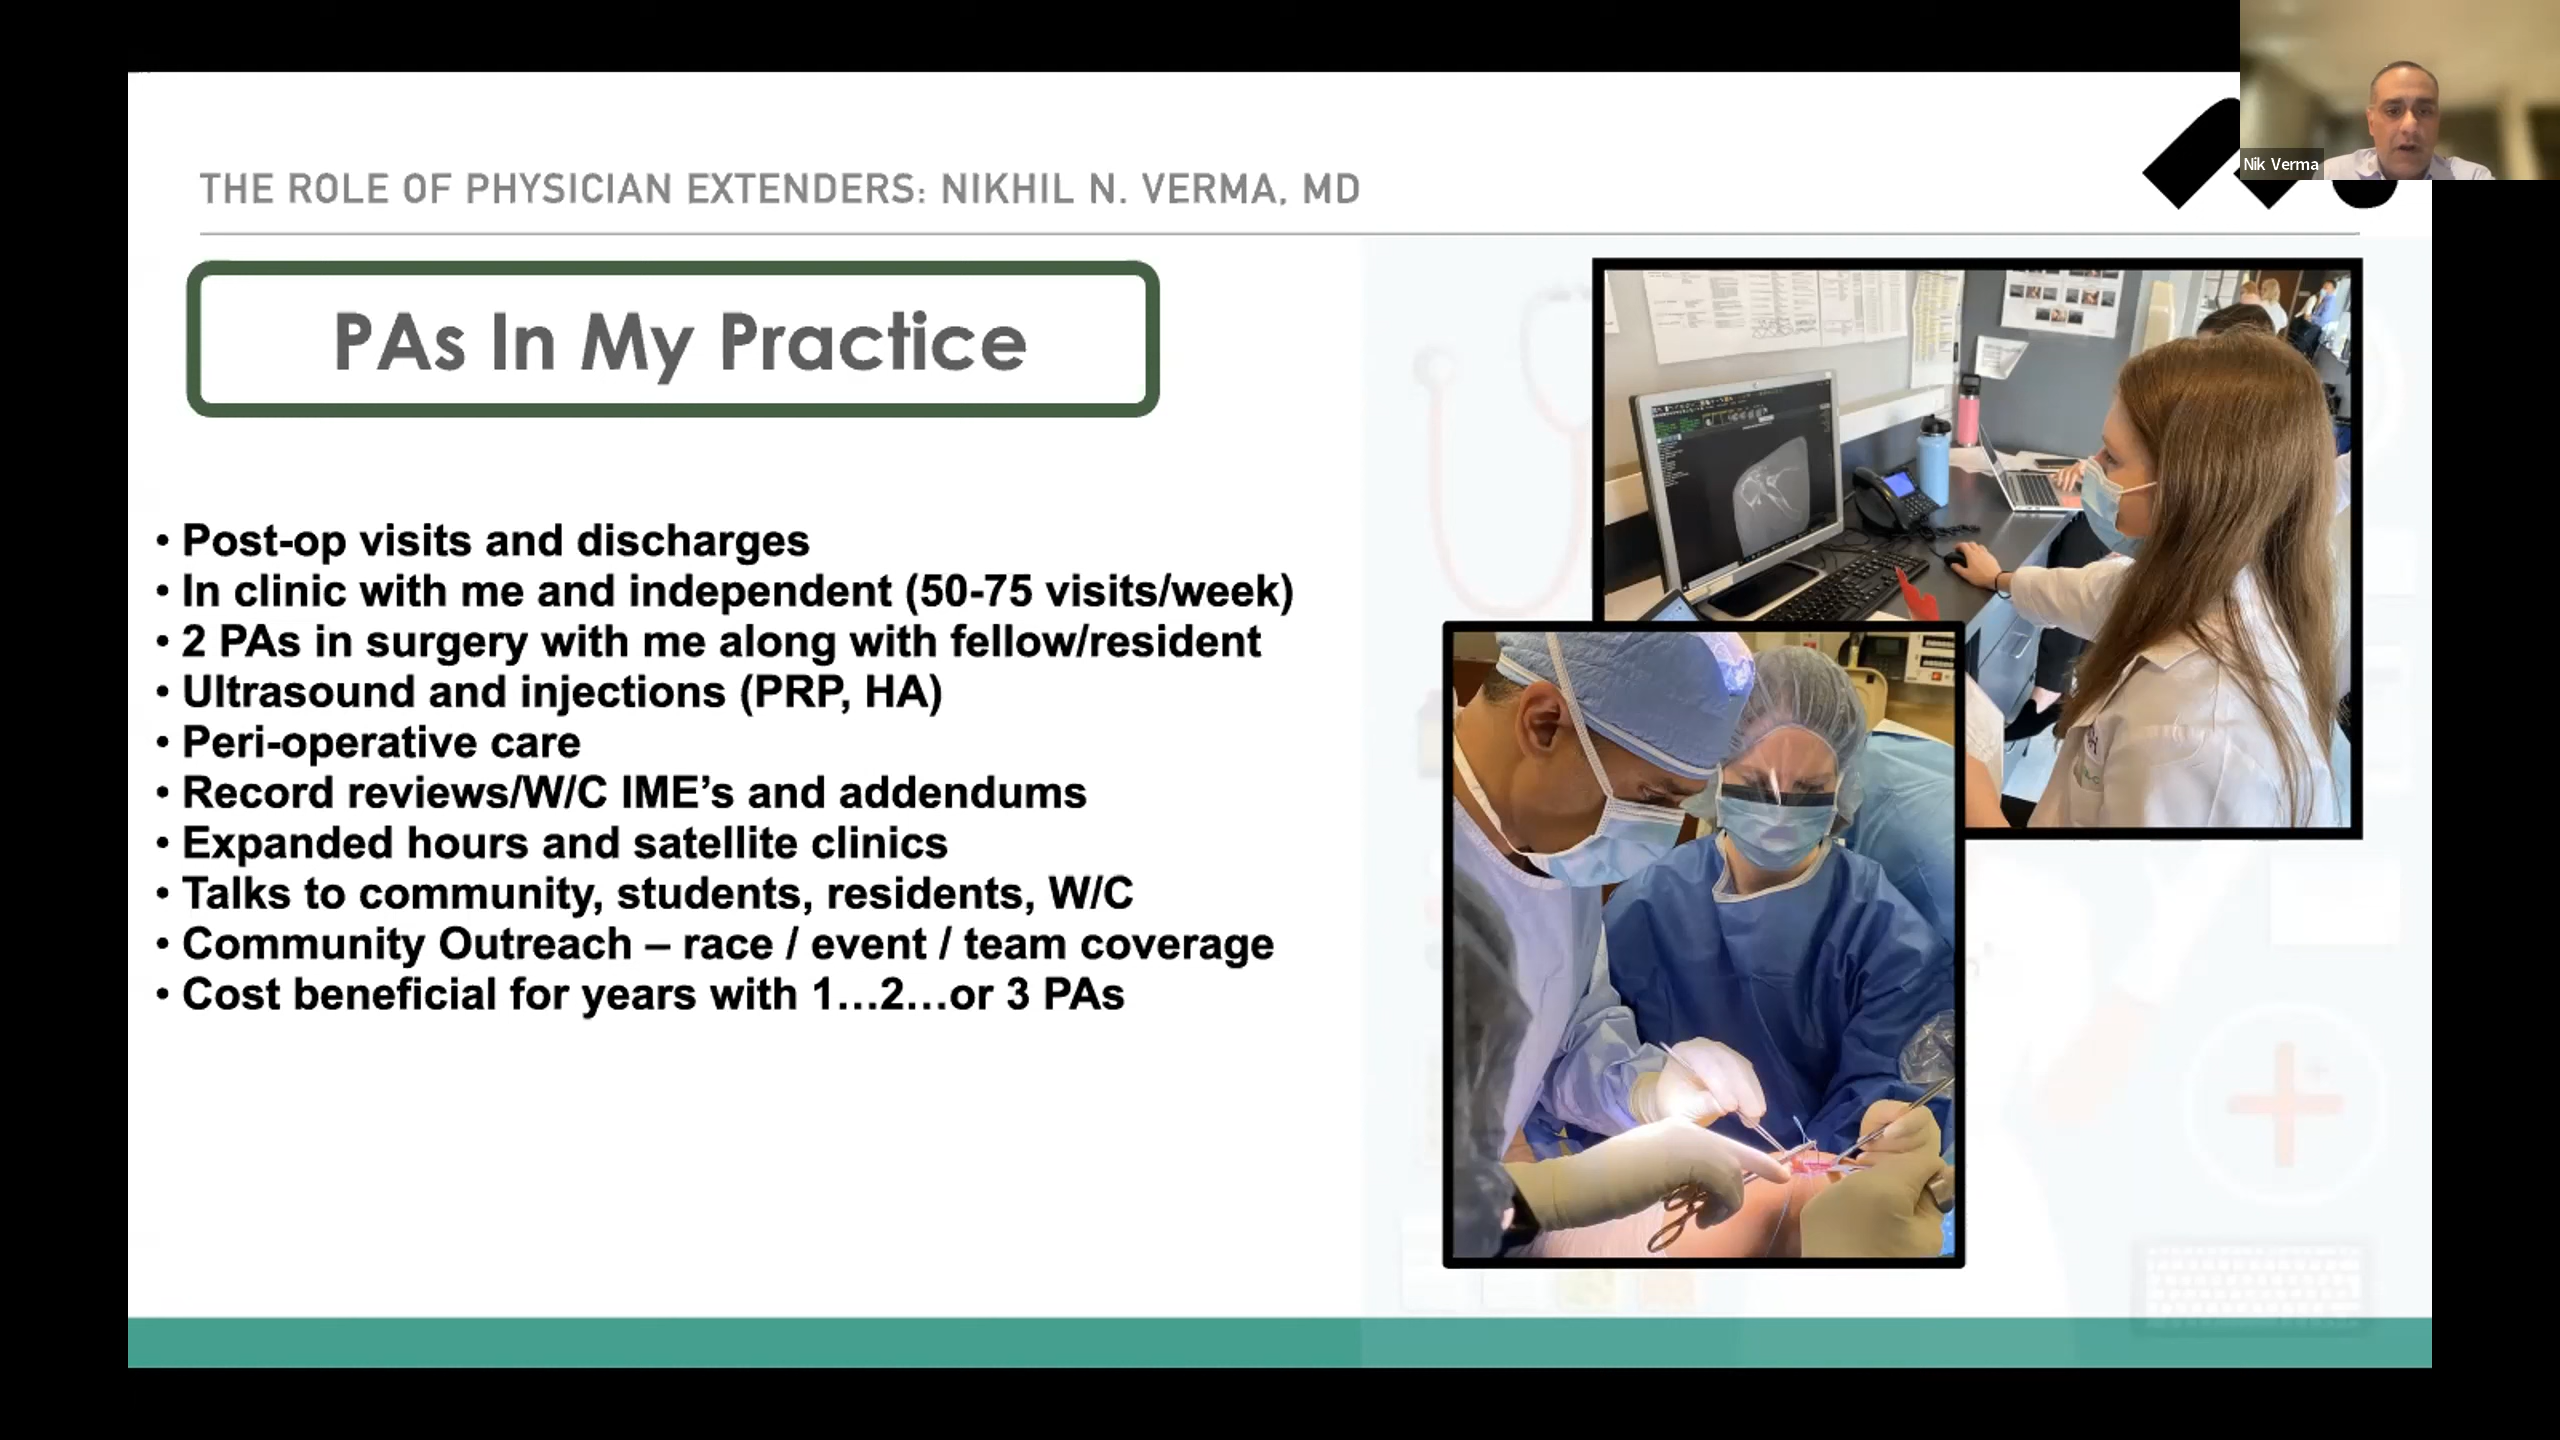 THE ROLE OF PHYSICIAN EXTENDERS: NIKHIL N. VERMA, MD
Nik Verma
PAs In My Practice
• Post-op visits and discharges
• In clinic with me and independent (50-75 visits/week)
• 2 PAs in surgery with me along with fellow/resident
• Ultrasound and injections (PRP, HA)
• Peri-operative care
• Record reviews/W/C IME’s and addendums
• Expanded hours and satellite clinics
• Talks to community, students, residents, W/C
• Community Outreach – race / event / team coverage
• Cost beneficial for years with 1...2...or 3 PAs